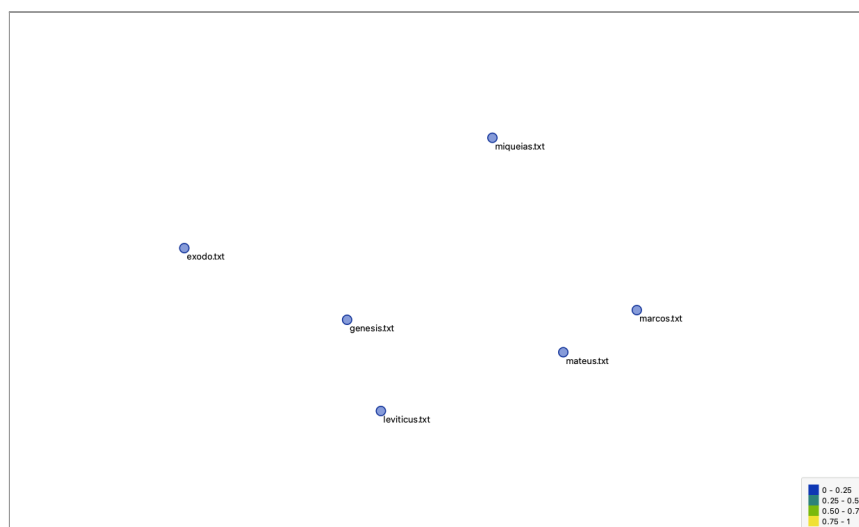 miqueias.txt
exodo.txt
marcos.txt
genesis.txt
mateus.txt
leviticus.txt
0 - 0.25
0.25 - 0.5
0.50 - 0.7
0.75 - 1